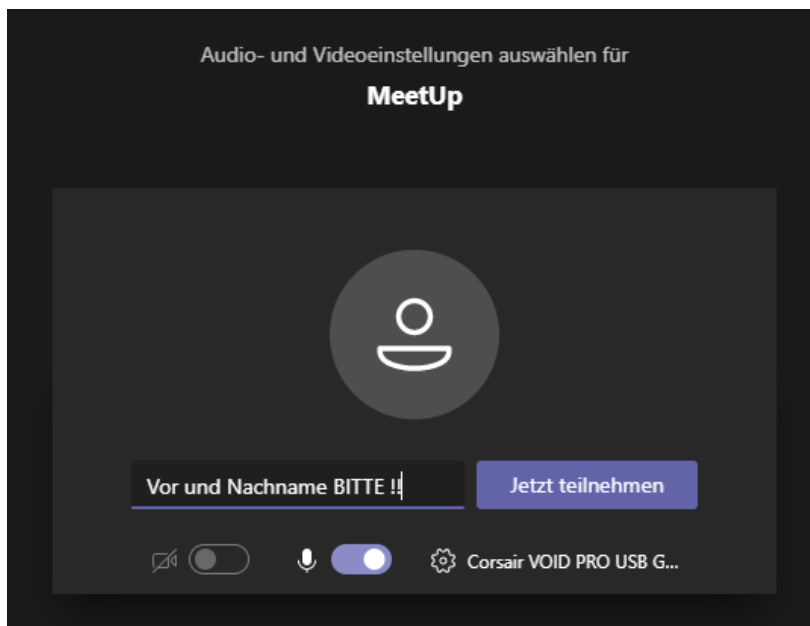 Audio- und Videoeinstellungen auswählen für
MeetUp
Vor und Nachname BITTE !!
Jetzt teilnehmen
Corsair VOID PRO USB G...